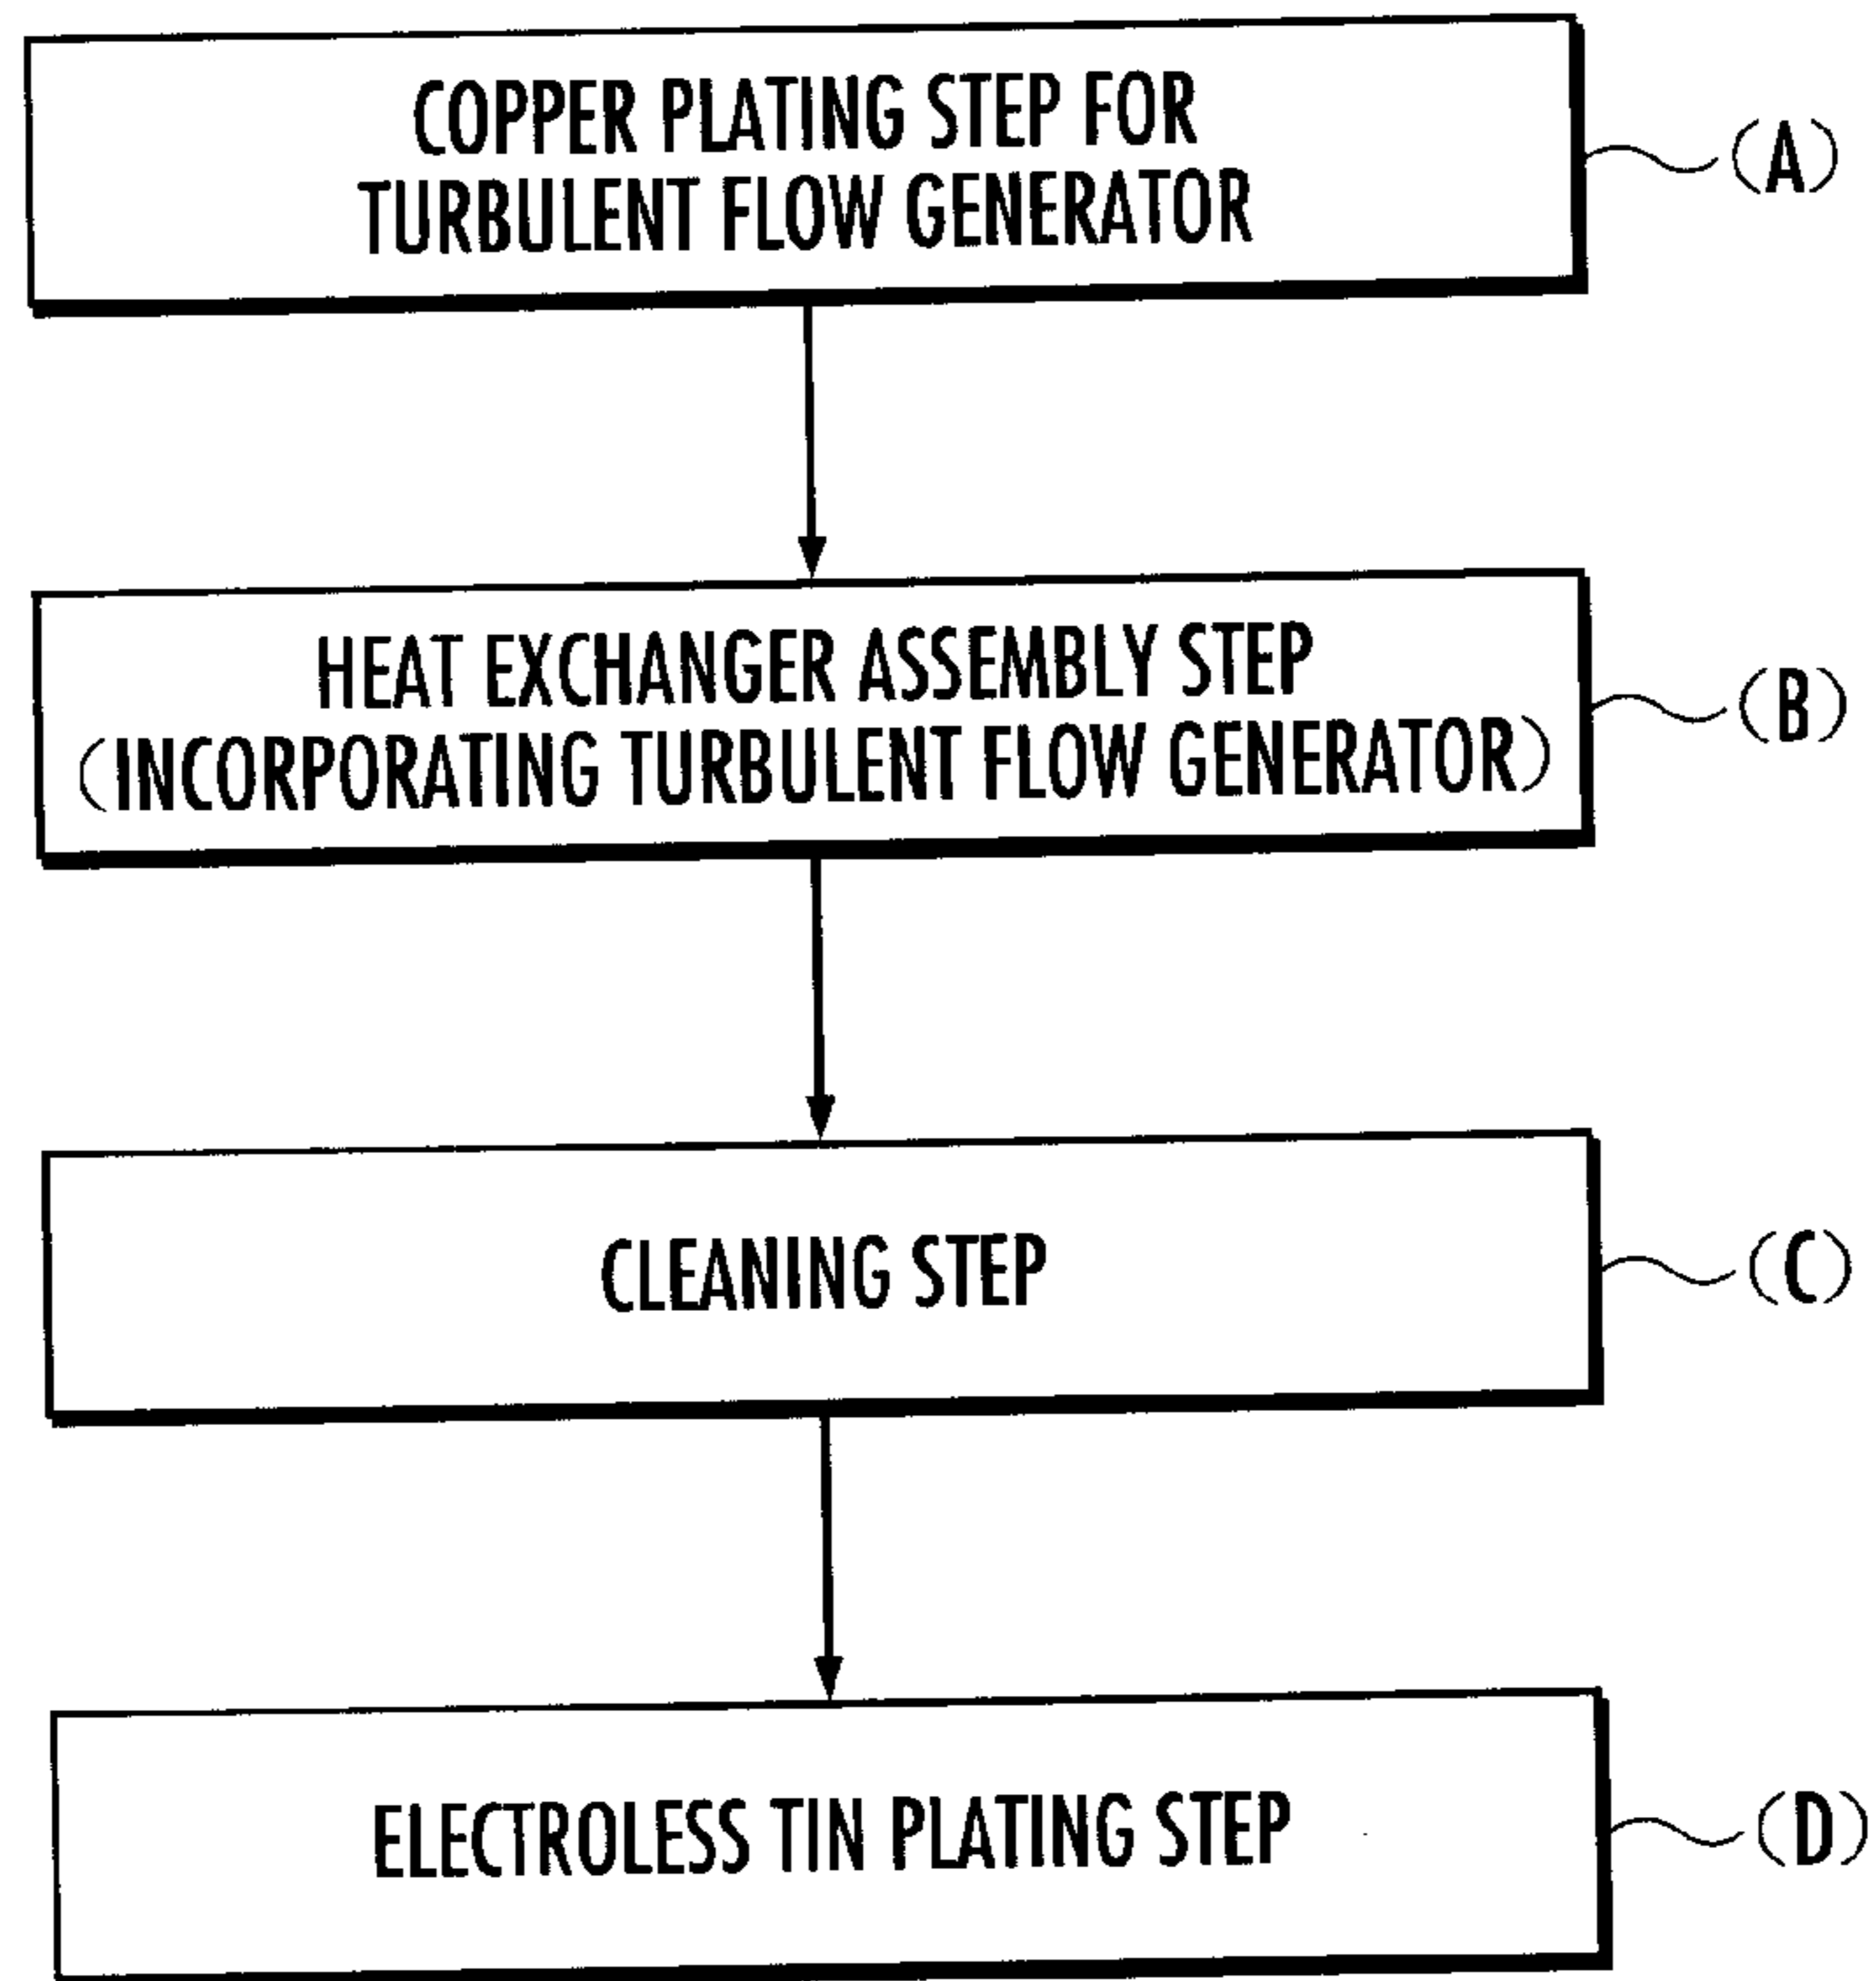 COPPER PLATING STEP FOR
TURBULENT FLOW GENERATOR
(A)
HEAT EXCHANGER ASSEMBLY STEP
(INCORPORATING TURBULENT FLOW GENERATOR)
(B)
CLEANING STEP
(C)
ELECTROLESS TIN PLATING STEP
(D)